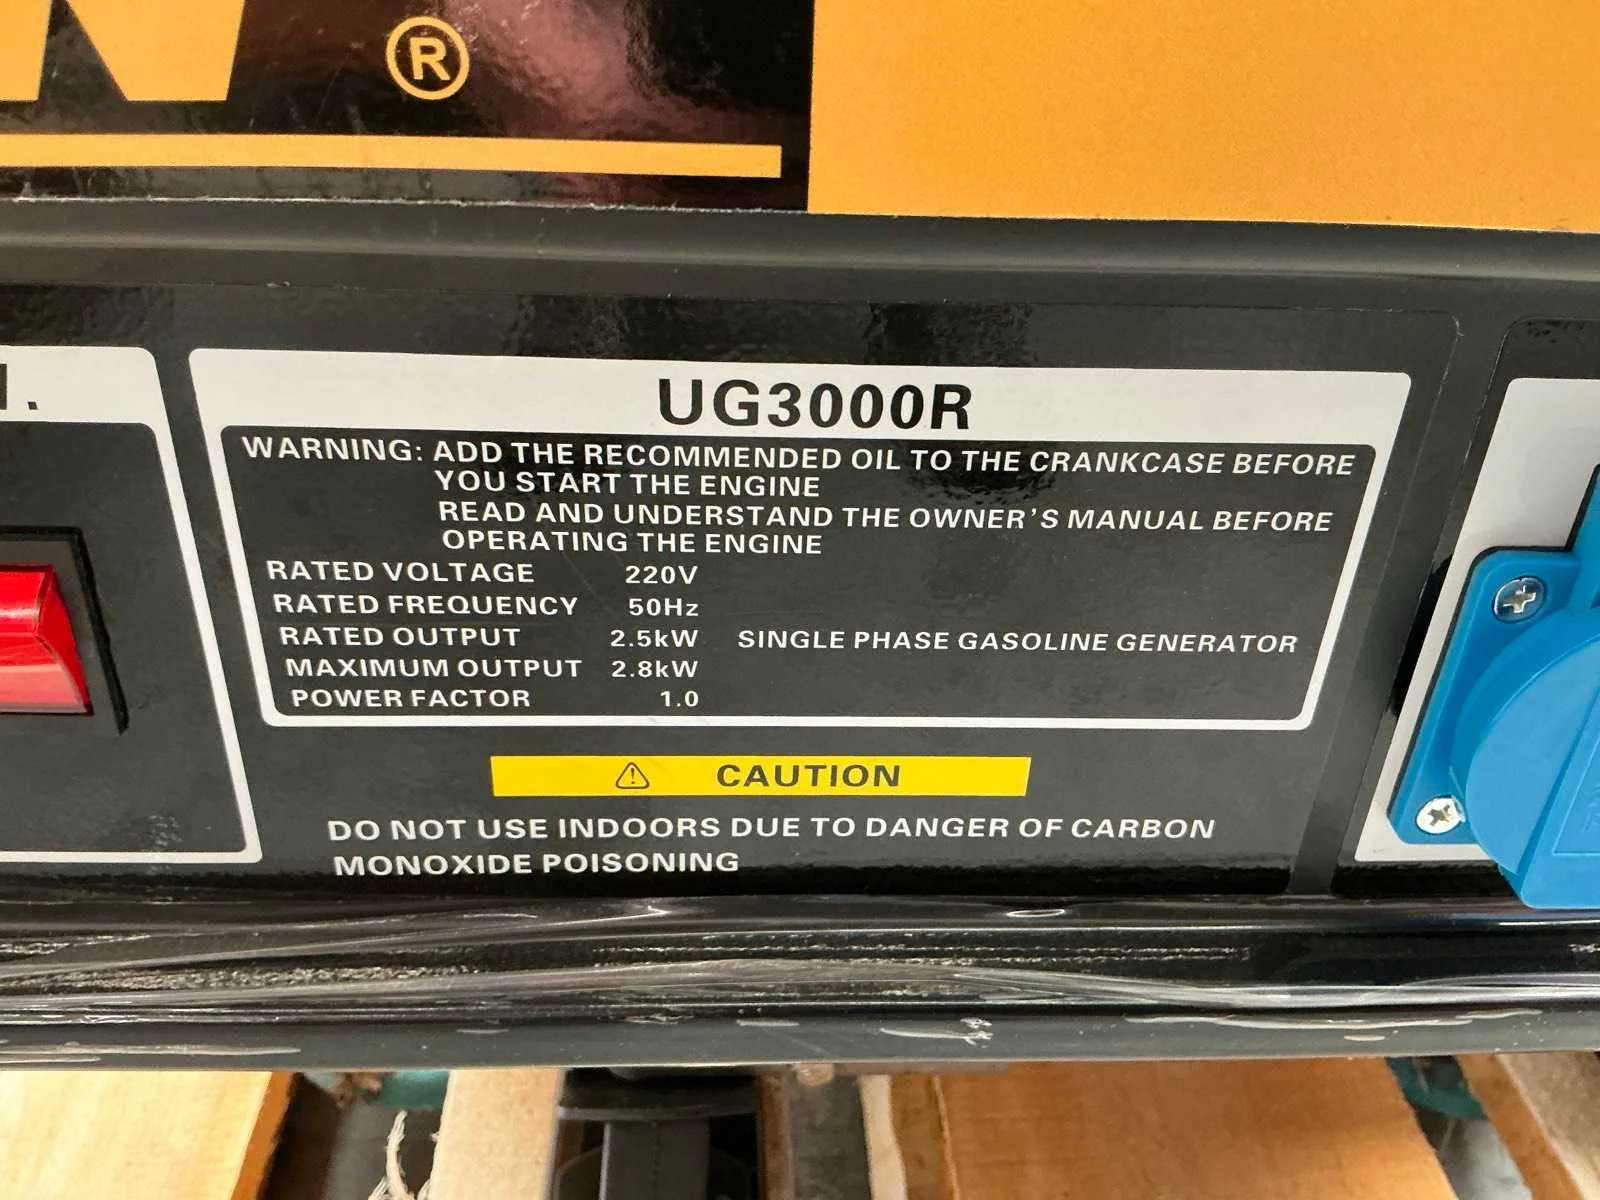 N ®
.
UG3000R
WARNING: ADD THE RECOMMENDED OIL TO THE CRANKCASE BEFORE
YOU START THE ENGINE
READ AND UNDERSTAND THE OWNER'S MANUAL BEFORE
OPERATING THE ENGINE
RATED VOLTAGE 220V
RATED FREQUENCY 50Hz
RATED OUTPUT 2.5kW SINGLE PHASE GASOLINE GENERATOR
MAXIMUM OUTPUT 2.8kW
POWER FACTOR 1.0
⚠ CAUTION
DO NOT USE INDOORS DUE TO DANGER OF CARBON
MONOXIDE POISONING